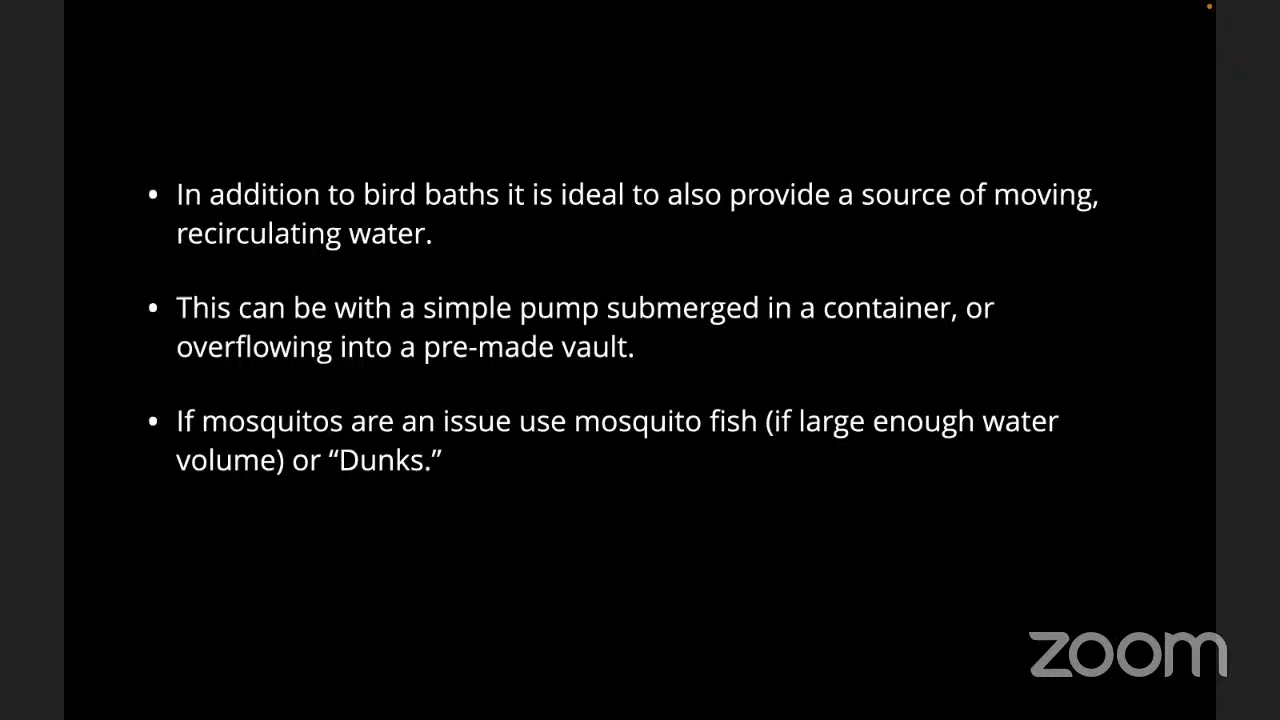 • In addition to bird baths it is ideal to also provide a source of moving,
recirculating water.
• This can be with a simple pump submerged in a container, or
overflowing into a pre-made vault.
• If mosquitos are an issue use mosquito fish (if large enough water
volume) or “Dunks.”
zoom